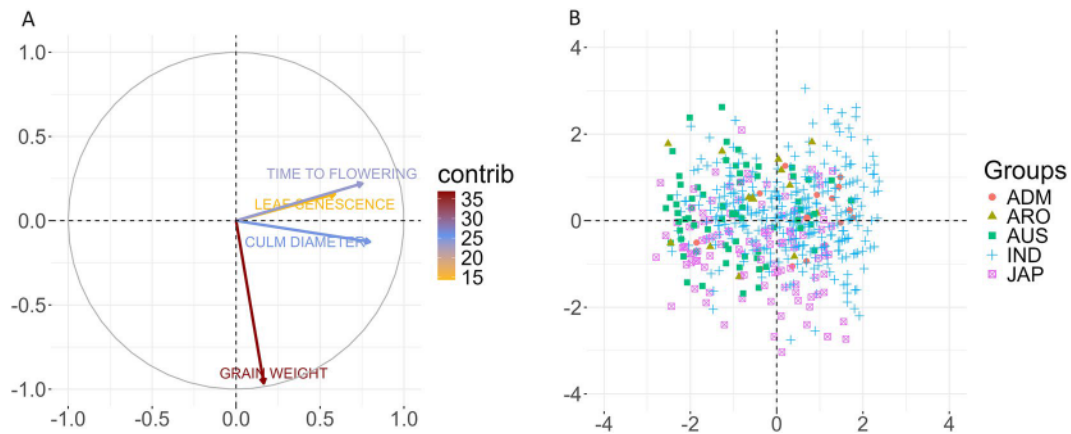 A
1.0
0.5
0.0
-0.5
-1.0
-1.0
-0.5
0.0
0.5
1.0
TIME TO FLOWERING
LEAF SENESCENCE
CULM DIAMETER
GRAIN WEIGHT
contrib
35
30
25
20
15
B
4
2
0
-2
-4
-4
-2
0
2
4
Groups
ADM
ARO
AUS
IND
JAP